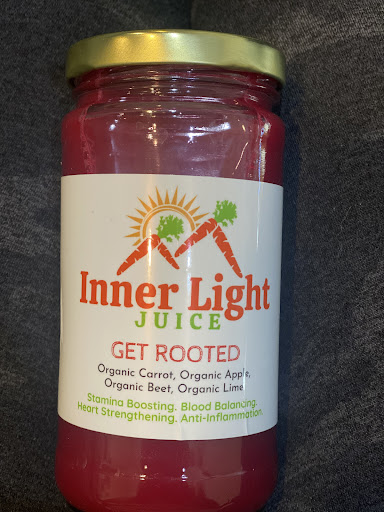 Inner Light
JUICE
GET ROOTED
Organic Carrot, Organic Apple,
Organic Beet, Organic Lime.
Stamina Boosting. Blood Balancing.
Heart Strengthening. Anti-Inflammation.